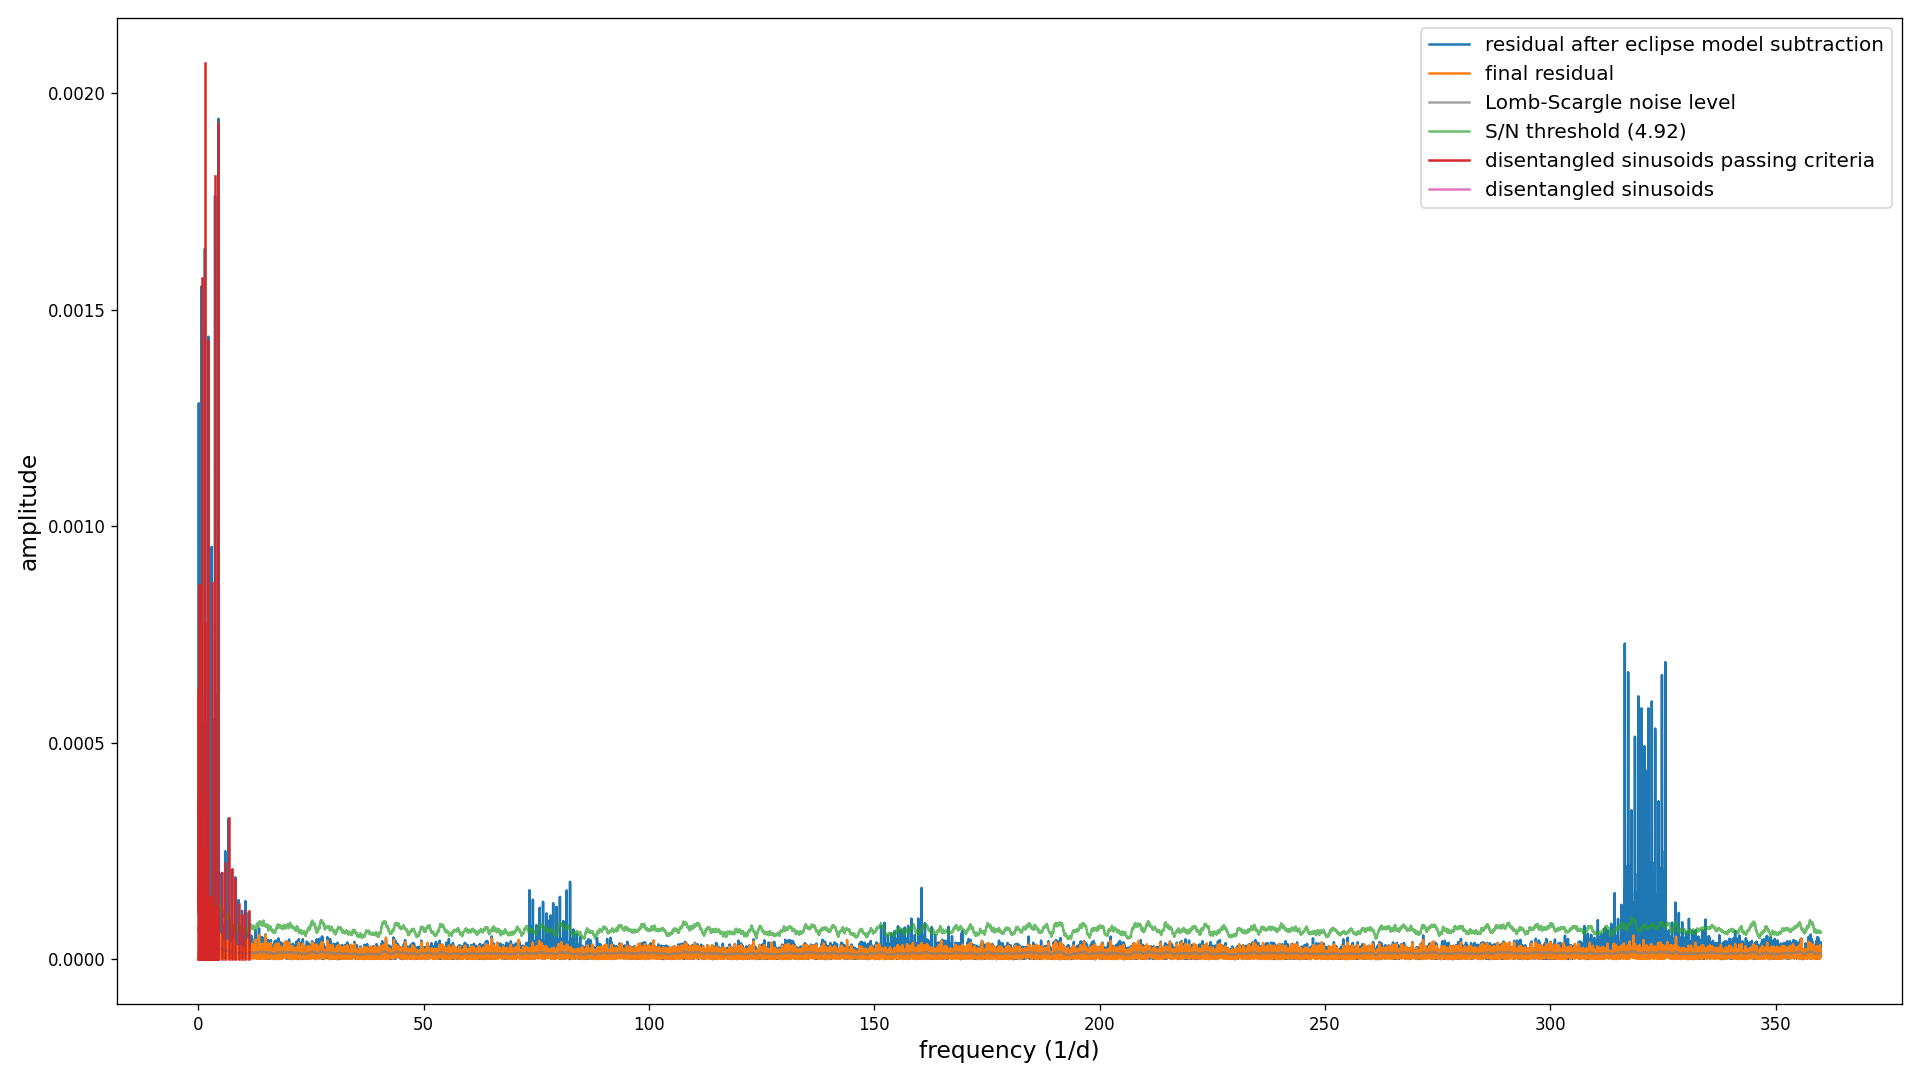 residual after eclipse model subtraction
final residual
Lomb-Scargle noise level
S/N threshold (4.92)
disentangled sinusoids passing criteria
disentangled sinusoids
0.0020
0.0015
0.0010
0.0005
0.0000
amplitude
0 50 100 150 200 250 300 350
frequency (1/d)